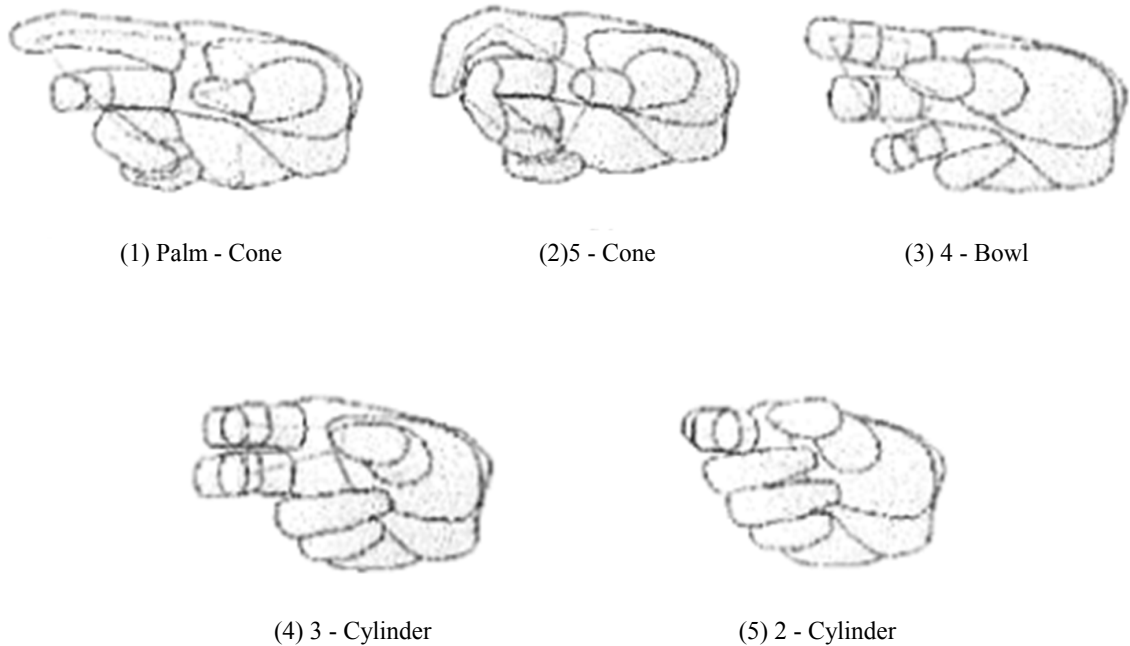 (1) Palm - Cone
(2)5 - Cone
(3) 4 - Bowl
(4) 3 - Cylinder
(5) 2 - Cylinder